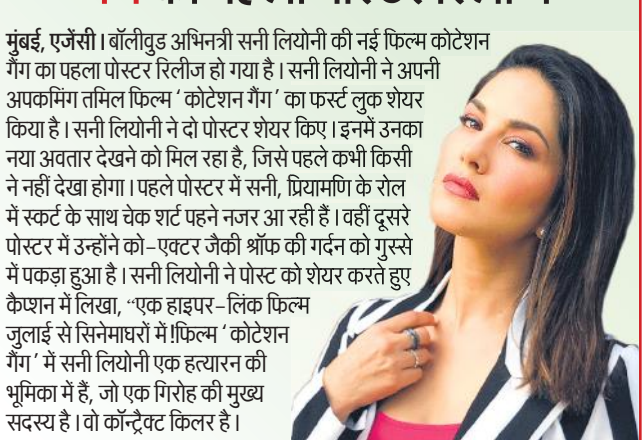 मुंबई, एजेंसी। बॉलीवुड अभिनत्री सनी लियोनी की नई फिल्म कोटेशन
गैंग का पहला पोस्टर रिलीज हो गया है। सनी लियोनी ने अपनी
अपकमिंग तमिल फिल्म ‘कोटेशन गैंग’ का फर्स्ट लुक शेयर
किया है। सनी लियोनी ने दो पोस्टर शेयर किए। इनमें उनका
नया अवतार देखने को मिल रहा है, जिसे पहले कभी किसी
ने नहीं देखा होगा। पहले पोस्टर में सनी, प्रियामणि के रोल
में स्कर्ट के साथ चेक शर्ट पहने नजर आ रही हैं। वहीं दूसरे
पोस्टर में उन्होंने को-एक्टर जैकी श्रॉफ की गर्दन को गुस्से
में पकड़ा हुआ है। सनी लियोनी ने पोस्ट को शेयर करते हुए
कैप्शन में लिखा, “एक हाइपर-लिंक फिल्म
जुलाई से सिनेमाघरों में!फिल्म ‘कोटेशन
गैंग’ में सनी लियोनी एक हत्यारन की
भूमिका में हैं, जो एक गिरोह की मुख्य
सदस्य है। वो कॉन्ट्रैक्ट किलर है।